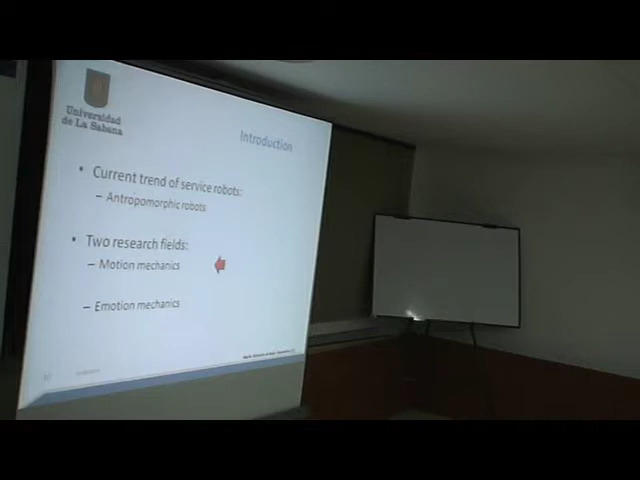 Universidad
de La Sabana
Introduction
• Current trend of service robots:
– Antropomorphic robots
• Two research fields:
– Motion mechanics
– Emotion mechanics